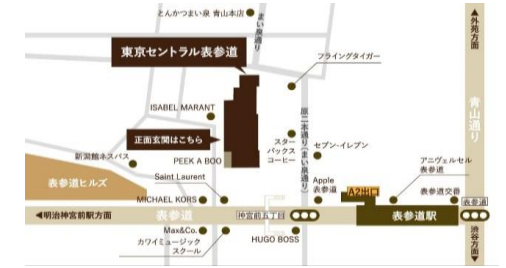 とんかつまい泉 青山本店
まい泉通り
▲外苑方面
東京セントラル表参道
フライングタイガー
青山通り
ISABEL MARANT
原二本通り(まい泉通り)
正面玄関はこちら
スター
バックス
コーヒー
セブン-イレブン
新潟館ネスパス
PEEK A BOO
アニヴェルセル
表参道
表参道ヒルズ
Saint Laurent
Apple
表参道
A2出口
表参道交番
MICHAEL KORS
表参道
◀明治神宮前駅方面
表参道
神宮前五丁目
表参道駅
Max&Co.
カワイミュージック
スクール
HUGO BOSS
渋谷方面▼